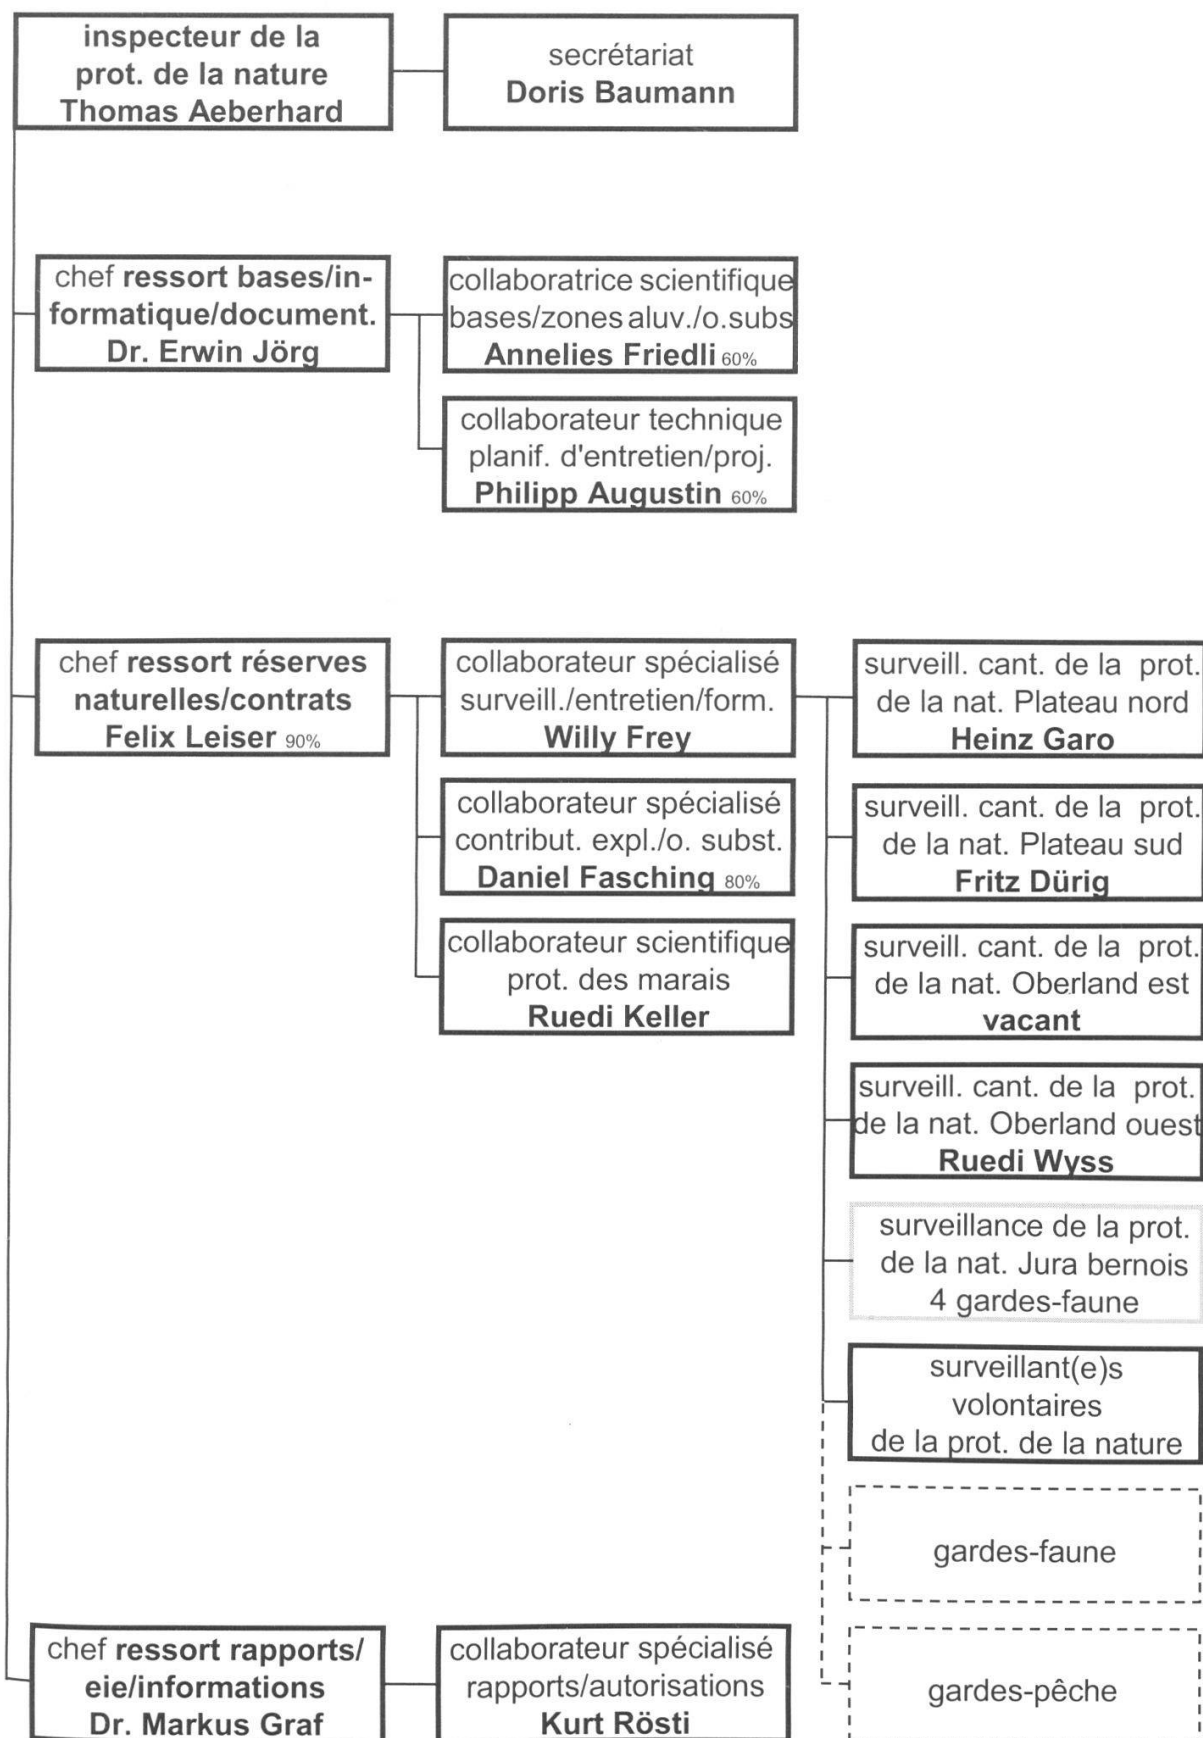 inspecteur de la
prot. de la nature
Thomas Aeberhard
secrétariat
Doris Baumann
chef ressort bases/in-
formatique/document.
Dr. Erwin Jörg
collaboratrice scientifique
bases/zones aluv./o.subs
Annelies Friedli 60%
collaborateur technique
planif. d'entretien/proj.
Philipp Augustin 60%
chef ressort réserves
naturelles/contrats
Felix Leiser 90%
collaborateur spécialisé
surveill./entretien/form.
Willy Frey
collaborateur spécialisé
contribut. expl./o. subst.
Daniel Fasching 80%
collaborateur scientifique
prot. des marais
Ruedi Keller
surveill. cant. de la prot.
de la nat. Plateau nord
Heinz Garo
surveill. cant. de la prot.
de la nat. Plateau sud
Fritz Dürig
surveill. cant. de la prot.
de la nat. Oberland est
vacant
surveill. cant. de la prot.
de la nat. Oberland ouest
Ruedi Wyss
surveillance de la prot.
de la nat. Jura bernois
4 gardes-faune
surveillant(e)s
volontaires
de la prot. de la nature
gardes-faune
gardes-pêche
chef ressort rapports/
eie/informations
Dr. Markus Graf
collaborateur spécialisé
rapports/autorisations
Kurt Rösti